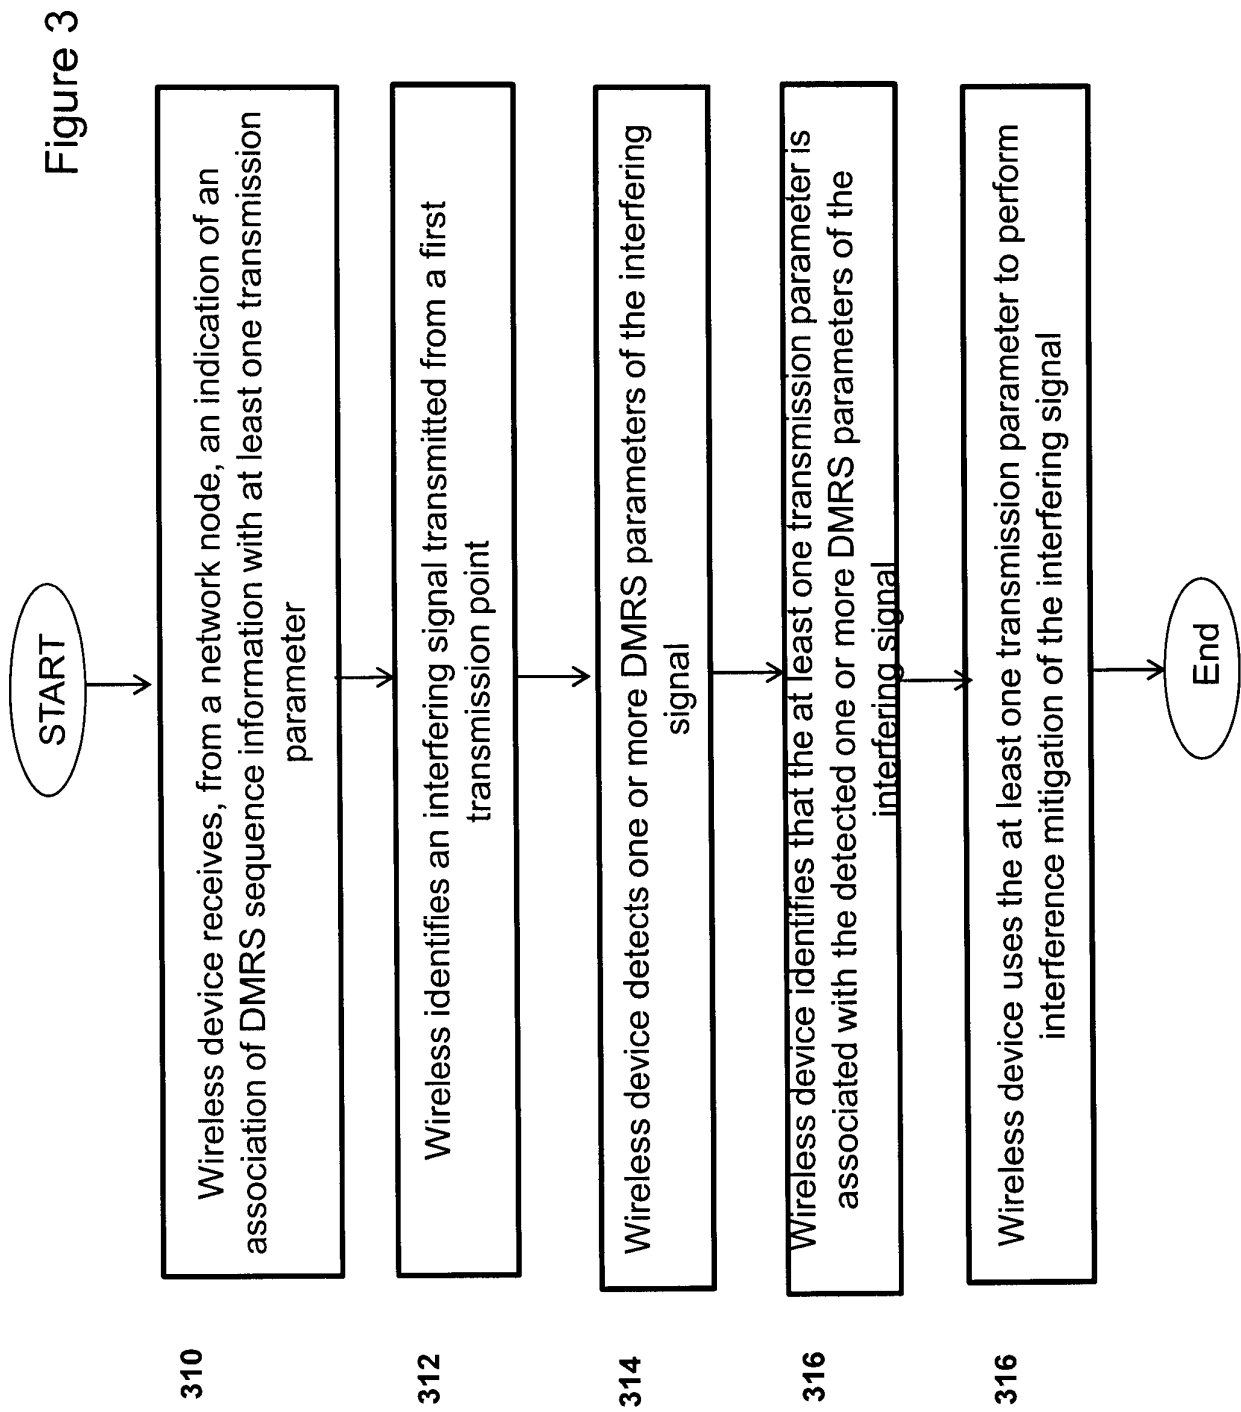 Figure 3
START
310
Wireless device receives, from a network node, an indication of an
association of DMRS sequence information with at least one transmission
parameter
312
Wireless identifies an interfering signal transmitted from a first
transmission point
314
Wireless device detects one or more DMRS parameters of the interfering
signal
316
Wireless device identifies that the at least one transmission parameter is
associated with the detected one or more DMRS parameters of the
interfering signal
316
Wireless device uses the at least one transmission parameter to perform
interference mitigation of the interfering signal
End